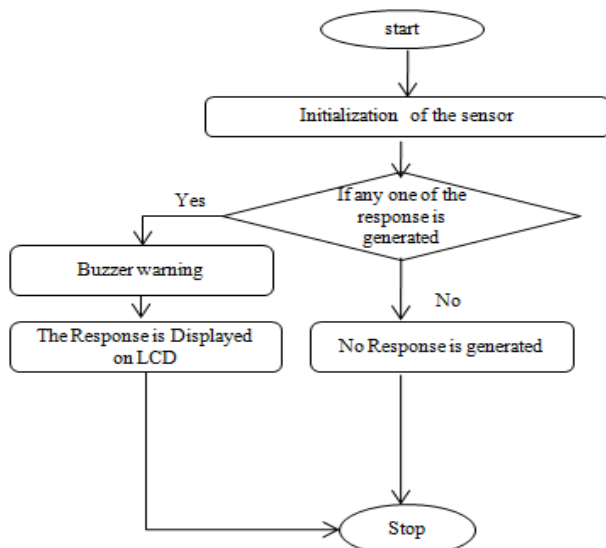 start
Initialization of the sensor
If any one of the
response is
generated
Yes
Buzzer warning
No
The Response is Displayed
on LCD
No Response is generated
Stop